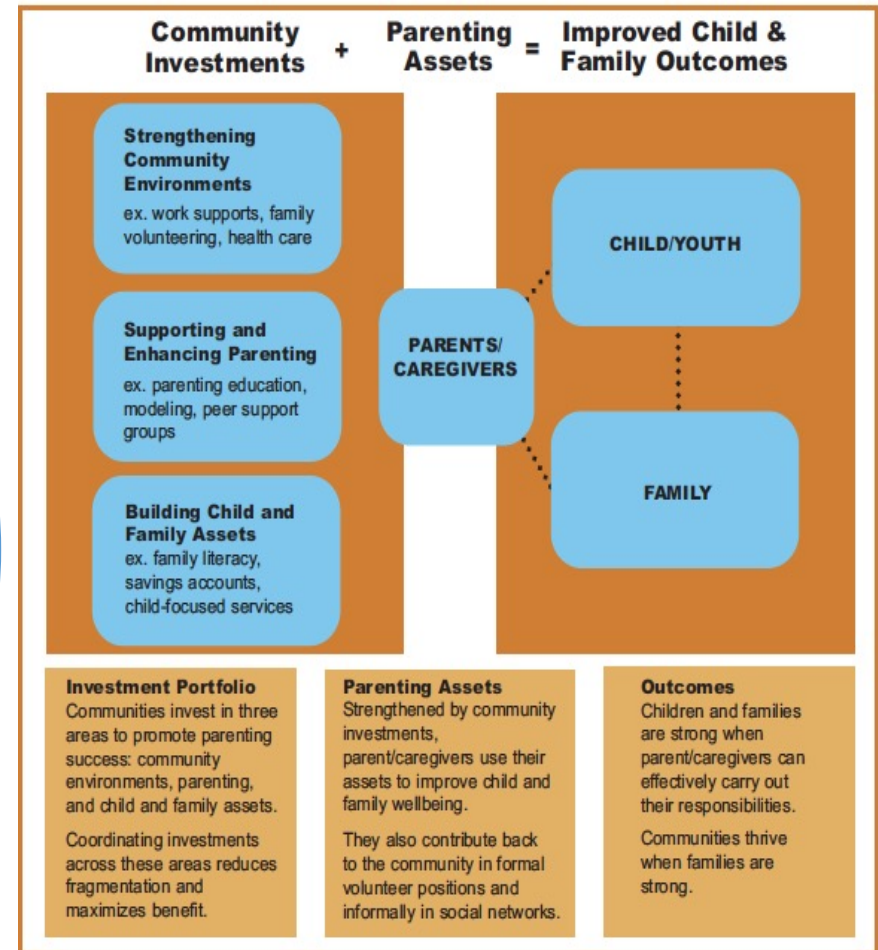 Community Investments + Parenting Assets = Improved Child & Family Outcomes
Strengthening
Community
Environments
ex. work supports, family
volunteering, health care
Supporting and
Enhancing Parenting
ex. parenting education,
modeling, peer support
groups
Building Child and
Family Assets
ex. family literacy,
savings accounts,
child-focused services
PARENTS/
CAREGIVERS
CHILD/YOUTH
FAMILY
Investment Portfolio
Communities invest in three
areas to promote parenting
success: community
environments, parenting,
and child and family assets.
Coordinating investments
across these areas reduces
fragmentation and
maximizes benefit.
Parenting Assets
Strengthened by community
investments,
parent/caregivers use their
assets to improve child and
family wellbeing.
They also contribute back
to the community in formal
volunteer positions and
informally in social networks.
Outcomes
Children and families
are strong when
parent/caregivers can
effectively carry out
their responsibilities.
Communities thrive
when families are
strong.